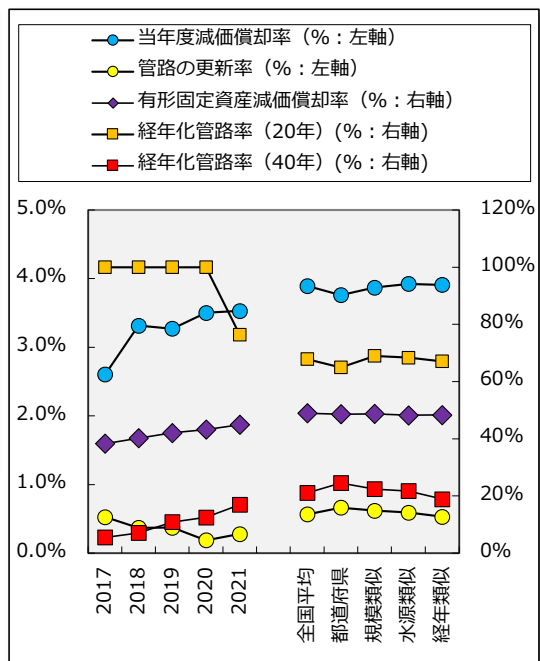 当年度減価償却率（%：左軸）
管路の更新率（%：左軸）
有形固定資産減価償却率（%：右軸）
経年化管路率（20年）(%：右軸)
経年化管路率（40年）(%：右軸)
5.0% 120%
4.0% 100%
3.0% 80%
2.0% 60%
1.0% 40%
0.0% 20%
0%
2017 2018 2019 2020 2021 全国平均 都道府県 規模類似 水源類似 経年類似